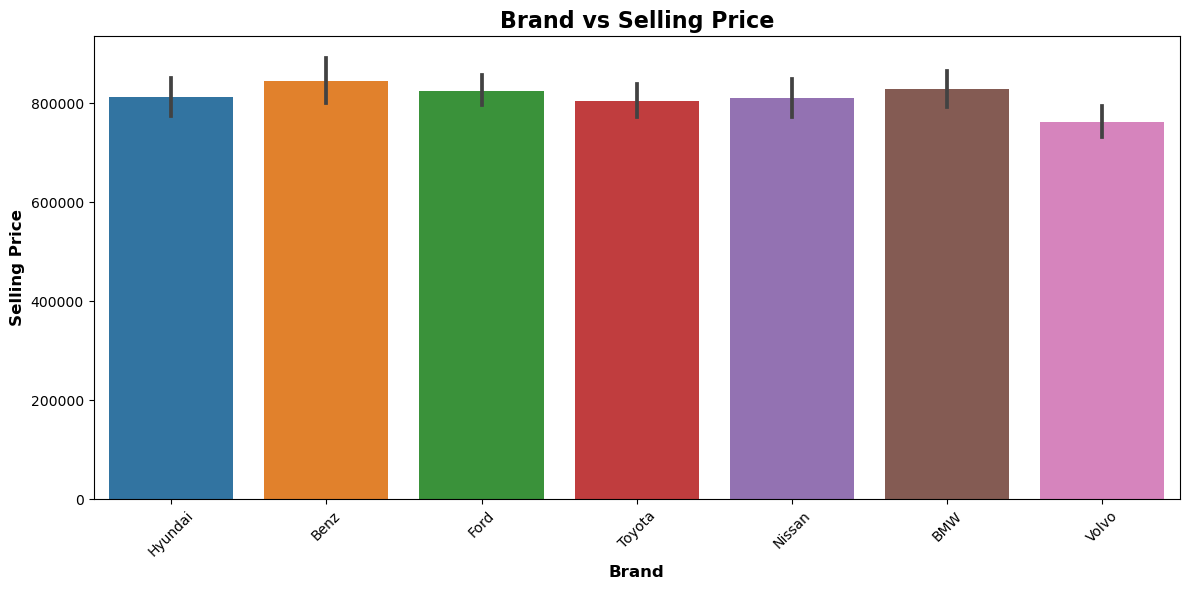 Brand vs Selling Price
Selling Price
800000
600000
400000
200000
0
Hyundai
Benz
Ford
Toyota
Nissan
BMW
Volvo
Brand